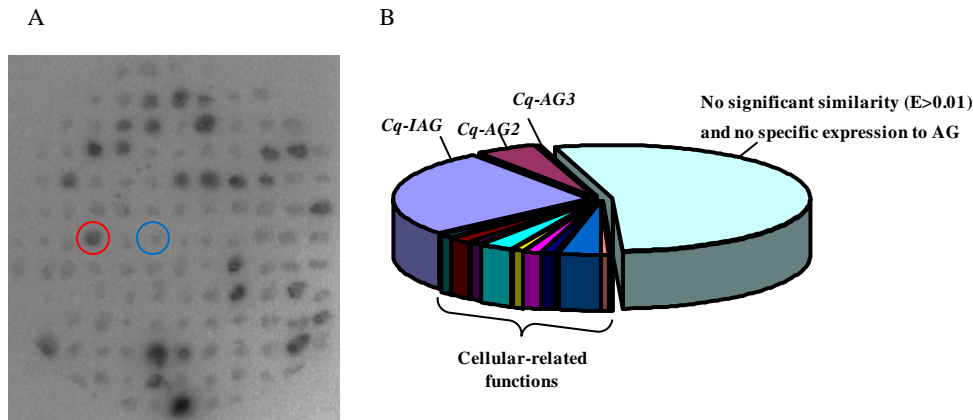 A
B
Cq-AG3
Cq-IAG
Cq-AG2
No significant similarity (E>0.01)
and no specific expression to AG
Cellular-related
functions